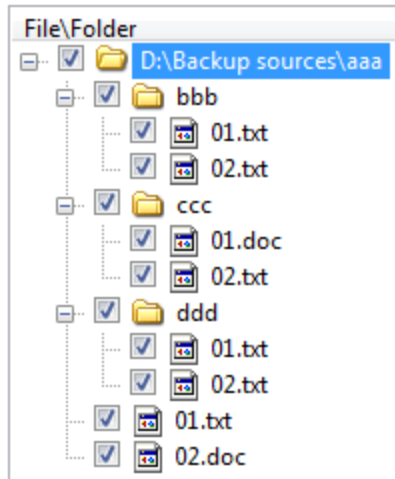 File\Folder
D:\Backup sources\aaa
bbb
01.txt
02.txt
ccc
01.doc
02.txt
ddd
01.txt
02.txt
01.txt
02.doc